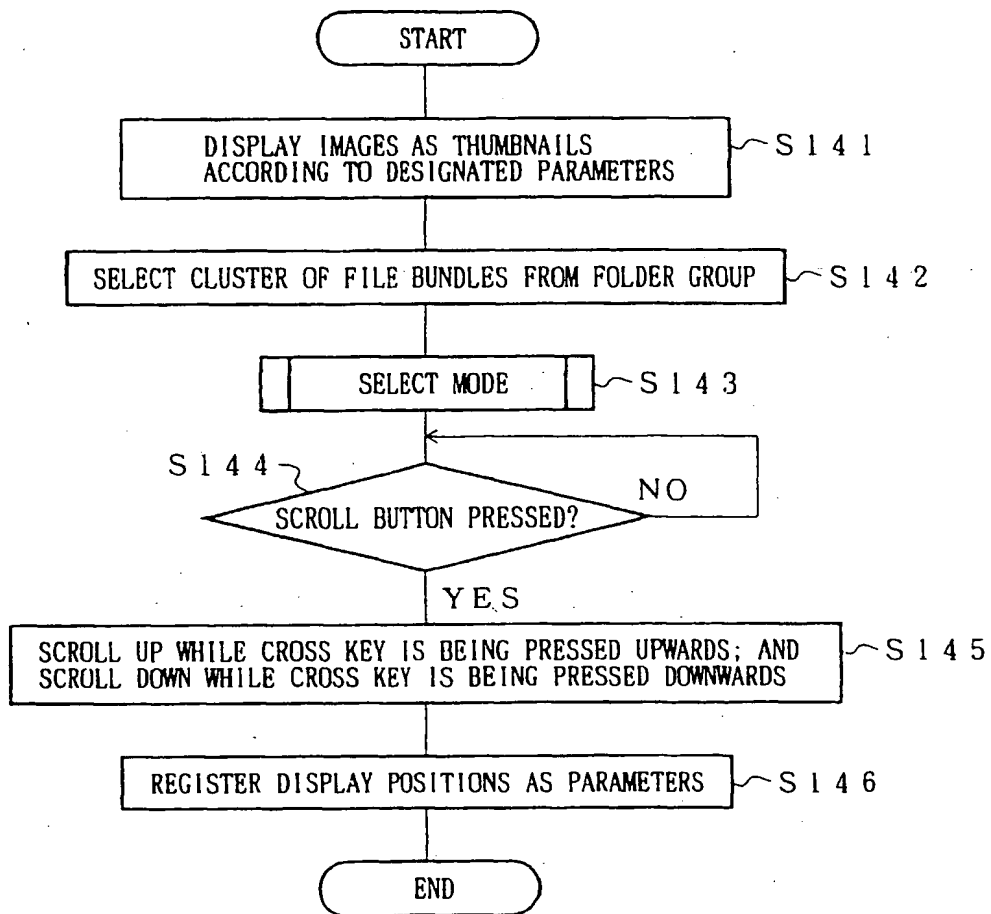 START
DISPLAY IMAGES AS THUMBNAILS
ACCORDING TO DESIGNATED PARAMETERS
S141
SELECT CLUSTER OF FILE BUNDLES FROM FOLDER GROUP
S142
SELECT MODE
S143
S144
SCROLL BUTTON PRESSED?
NO
YES
SCROLL UP WHILE CROSS KEY IS BEING PRESSED UPWARDS; AND
SCROLL DOWN WHILE CROSS KEY IS BEING PRESSED DOWNWARDS
S145
REGISTER DISPLAY POSITIONS AS PARAMETERS
S146
END